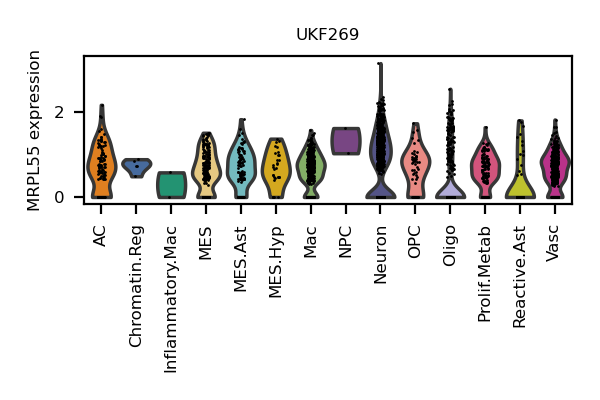 UKF269
MRPL55 expression
2
0
AC
Chromatin.Reg
Inflammatory.Mac
MES
MES.Ast
MES.Hyp
Mac
NPC
Neuron
OPC
Oligo
Prolif.Metab
Reactive.Ast
Vasc